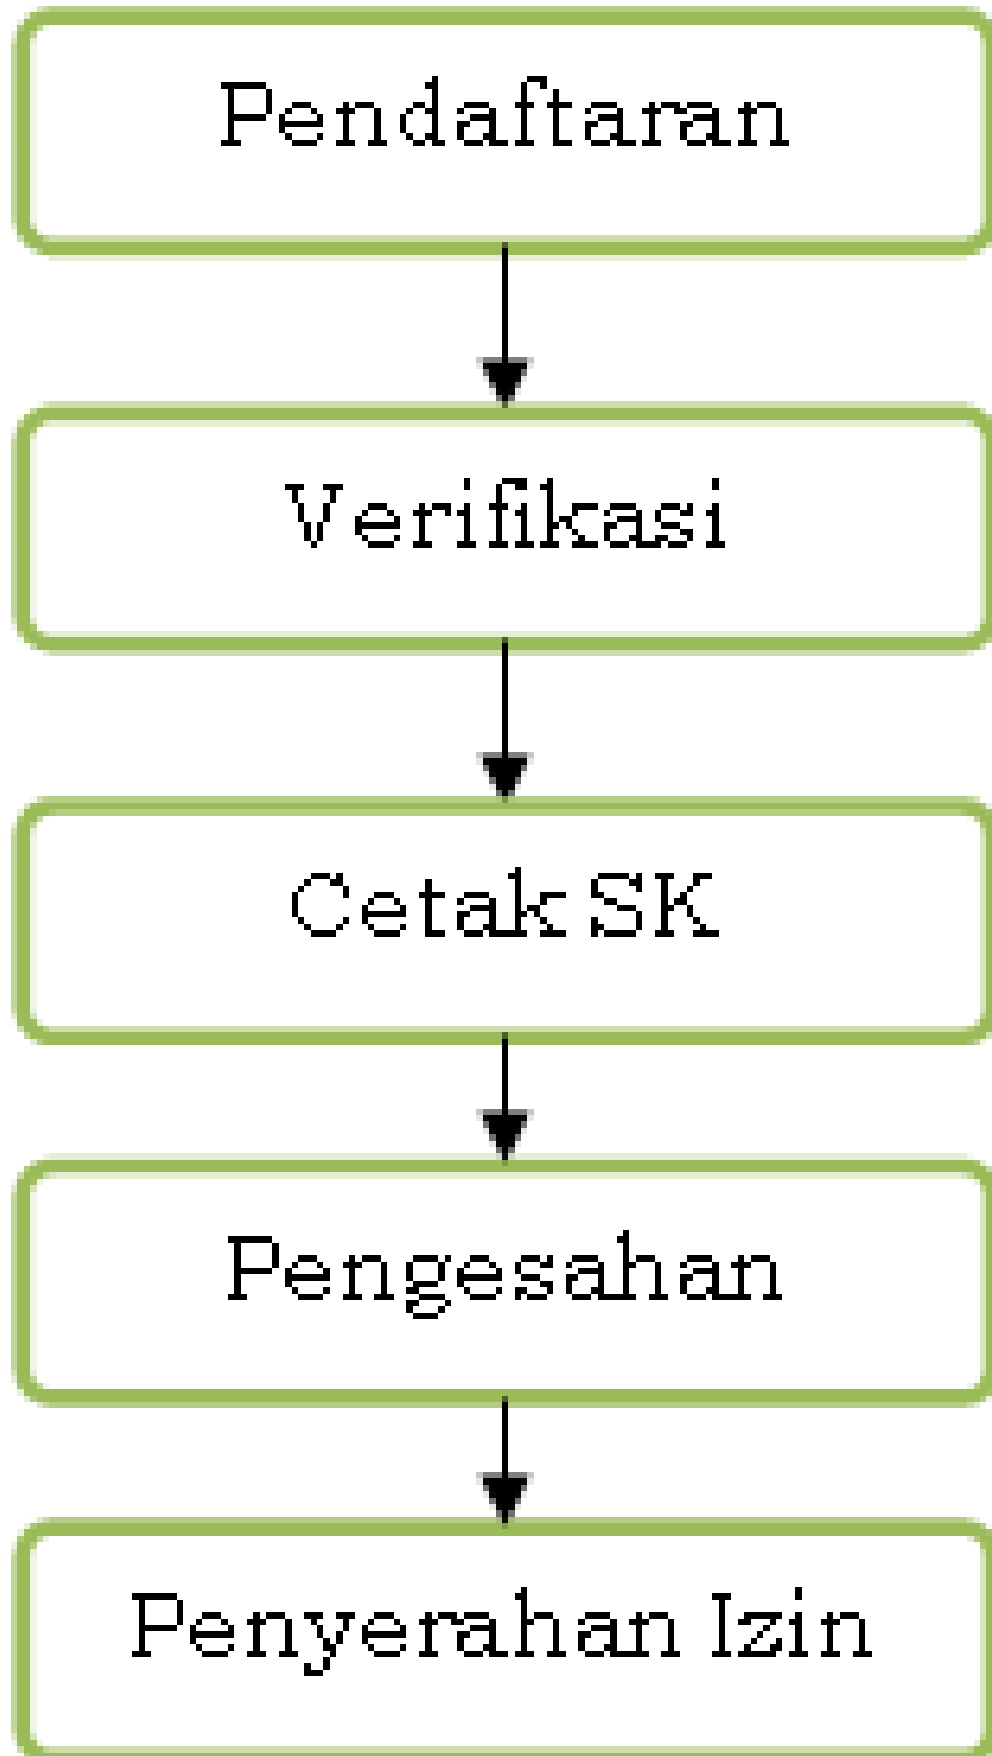 Pendaftaran
Verifikasi
Cetak SK
Pengesahan
Penyerahan Izin